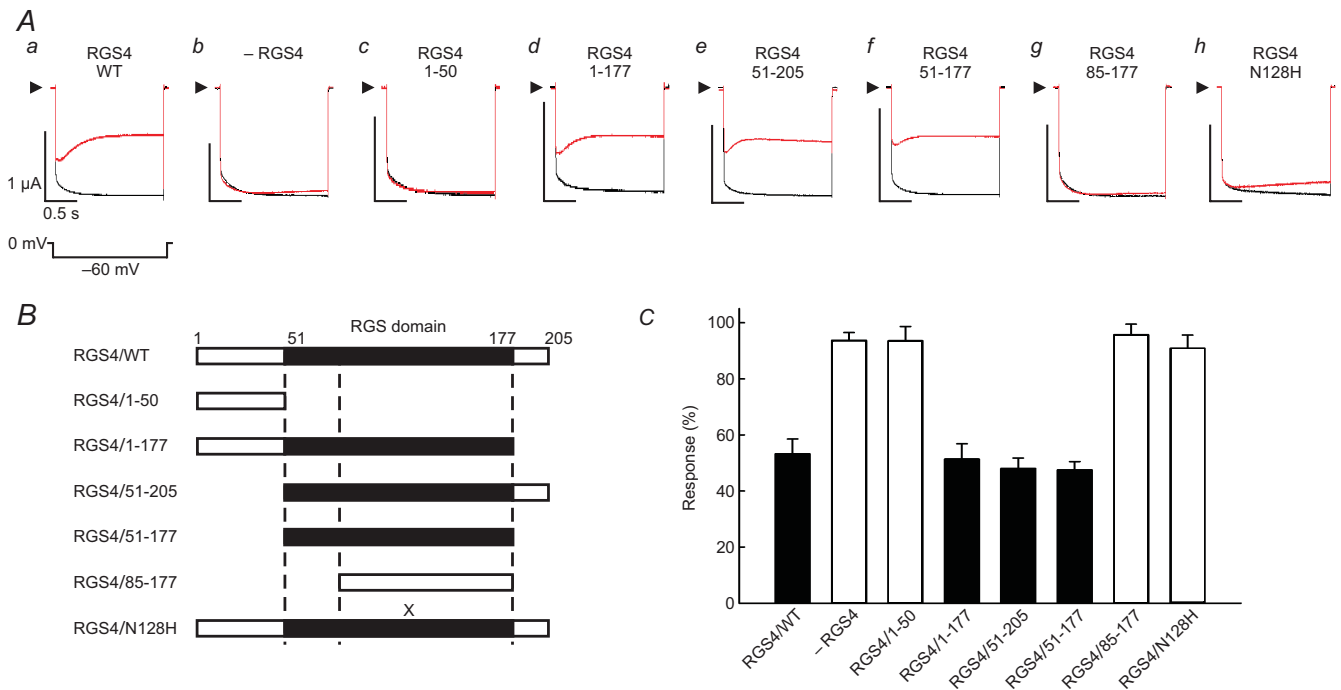 A
a b c d e f g h
RGS4 – RGS4 RGS4 RGS4 RGS4 RGS4 RGS4 RGS4
WT 1-50 1-177 51-205 51-177 85-177 N128H
1 µA
0.5 s
0 mV
–60 mV
B
RGS domain
1 51 177 205
RGS4/WT
RGS4/1-50
RGS4/1-177
RGS4/51-205
RGS4/51-177
RGS4/85-177
X
RGS4/N128H
C
100
80
60
40
20
0
Response (%)
RGS4/WT
– RGS4
RGS4/1-50
RGS4/1-177
RGS4/51-205
RGS4/51-177
RGS4/85-177
RGS4/N128H